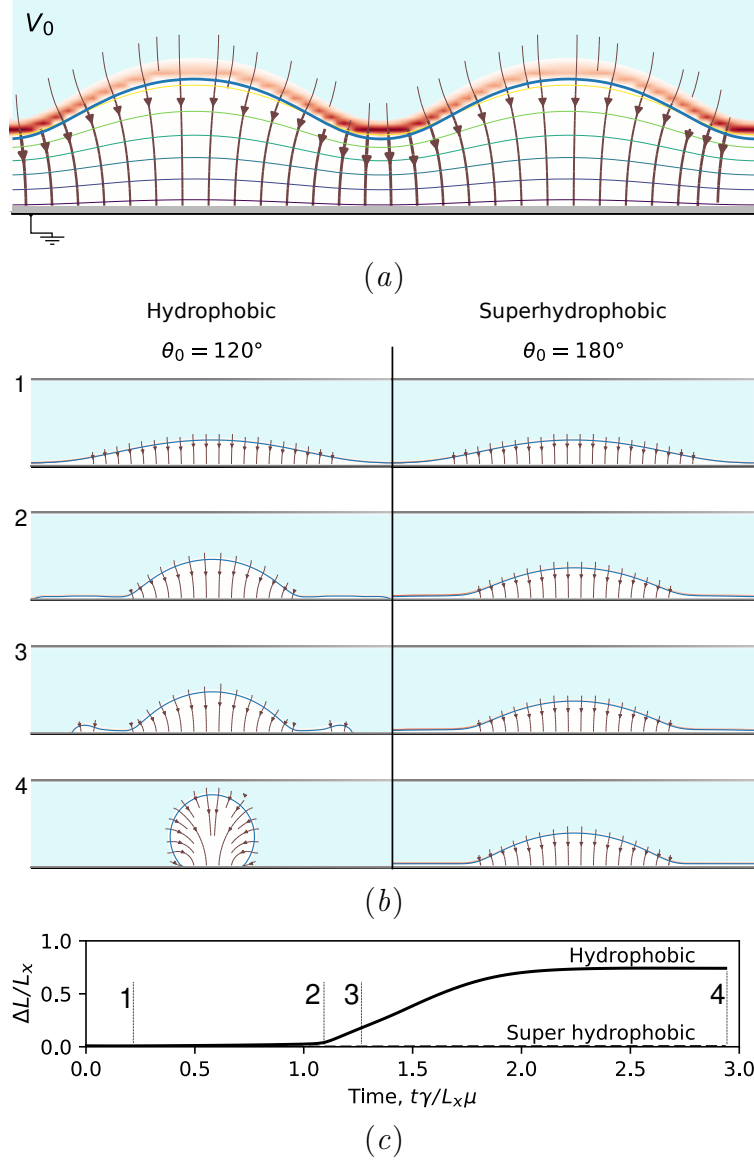 V₀
(a)
Hydrophobic Superhydrophobic
θ₀ = 120° θ₀ = 180°
1
2
3
4
(b)
ΔL/Lₓ
1.0
0.5
0.0
1 2 3 4
Hydrophobic
Super hydrophobic
0.0 0.5 1.0 1.5 2.0 2.5 3.0
Time, tγ/Lₓμ
(c)